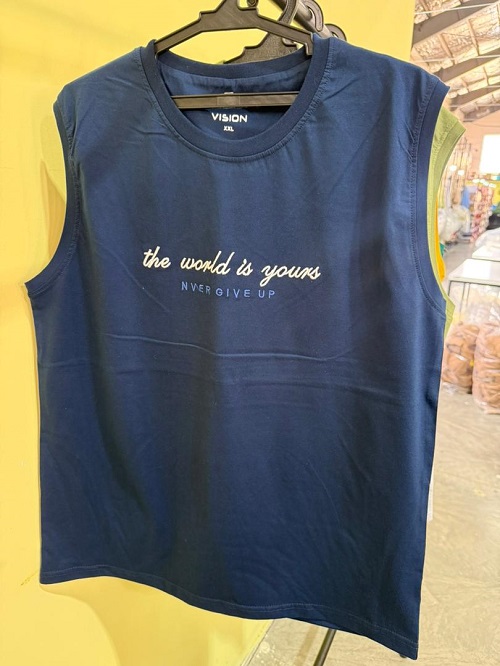 VISION
XXL
the world is yours
NVER GIVE UP